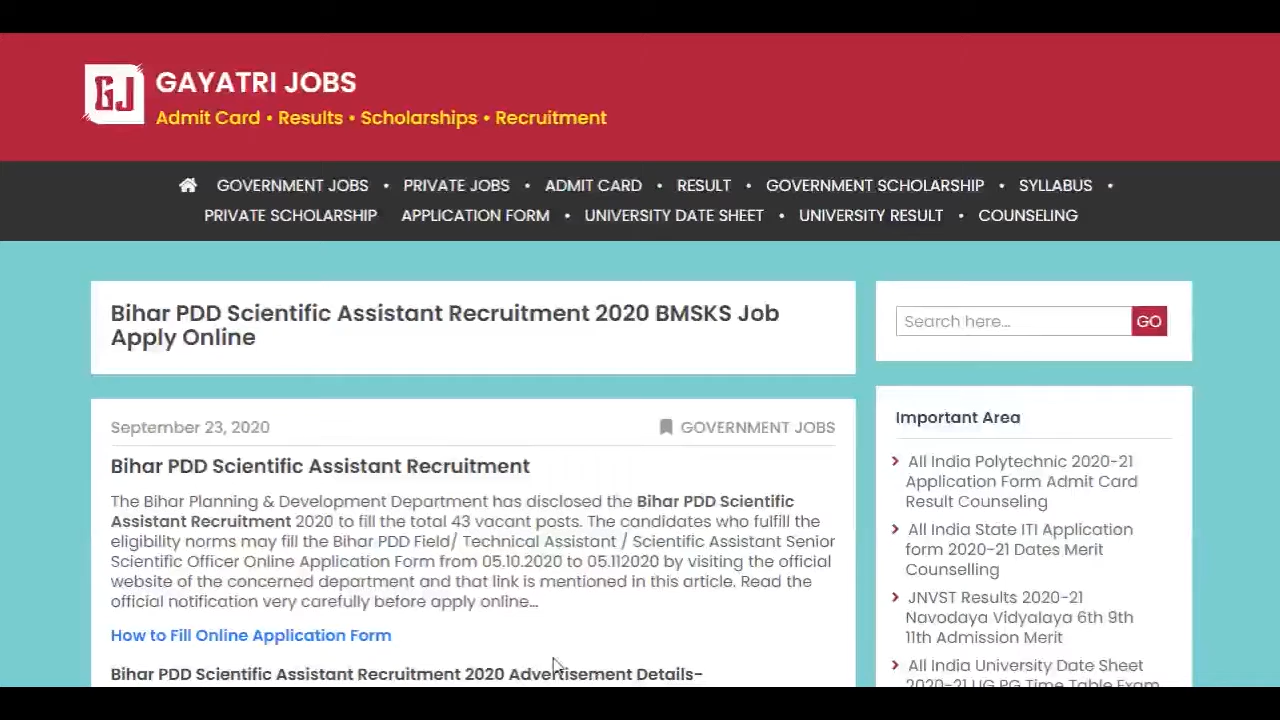 GJ
GAYATRI JOBS
Admit Card • Results • Scholarships • Recruitment
GOVERNMENT JOBS • PRIVATE JOBS • ADMIT CARD • RESULT • GOVERNMENT SCHOLARSHIP • SYLLABUS •
PRIVATE SCHOLARSHIP APPLICATION FORM • UNIVERSITY DATE SHEET • UNIVERSITY RESULT • COUNSELING
Bihar PDD Scientific Assistant Recruitment 2020 BMSKS Job
Apply Online
September 23, 2020
GOVERNMENT JOBS
Bihar PDD Scientific Assistant Recruitment
The Bihar Planning & Development Department has disclosed the Bihar PDD Scientific
Assistant Recruitment 2020 to fill the total 43 vacant posts. The candidates who fulfill the
eligibility norms may fill the Bihar PDD Field/ Technical Assistant / Scientific Assistant Senior
Scientific Officer Online Application Form from 05.10.2020 to 05.112020 by visiting the official
website of the concerned department and that link is mentioned in this article. Read the
official notification very carefully before apply online...
How to Fill Online Application Form
Bihar PDD Scientific Assistant Recruitment 2020 Advertisement Details-
Search here...
GO
Important Area
All India Polytechnic 2020-21
Application Form Admit Card
Result Counseling
All India State ITI Application
form 2020-21 Dates Merit
Counselling
JNVST Results 2020-21
Navodaya Vidyalaya 6th 9th
11th Admission Merit
All India University Date Sheet
2020-21 UG PG Time Table Exam